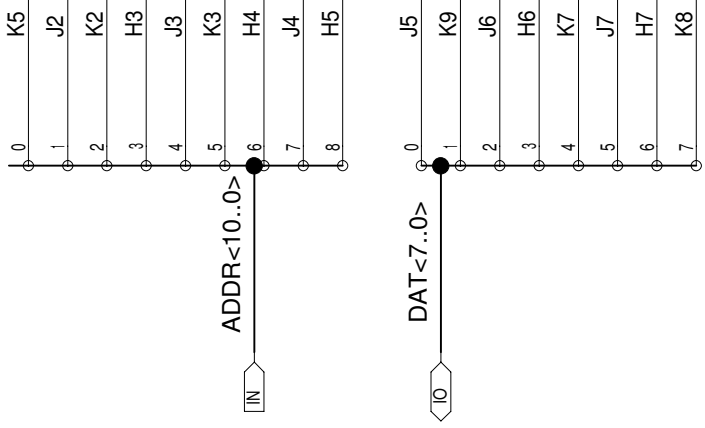 K5
J2
K2
H3
J3
K3
H4
J4
H5
J5
K9
J6
H6
K7
J7
H7
K8
0
1
2
3
4
5
6
7
8
0
1
2
3
4
5
6
7
ADDR<10..0>
DAT<7..0>
IN
IO